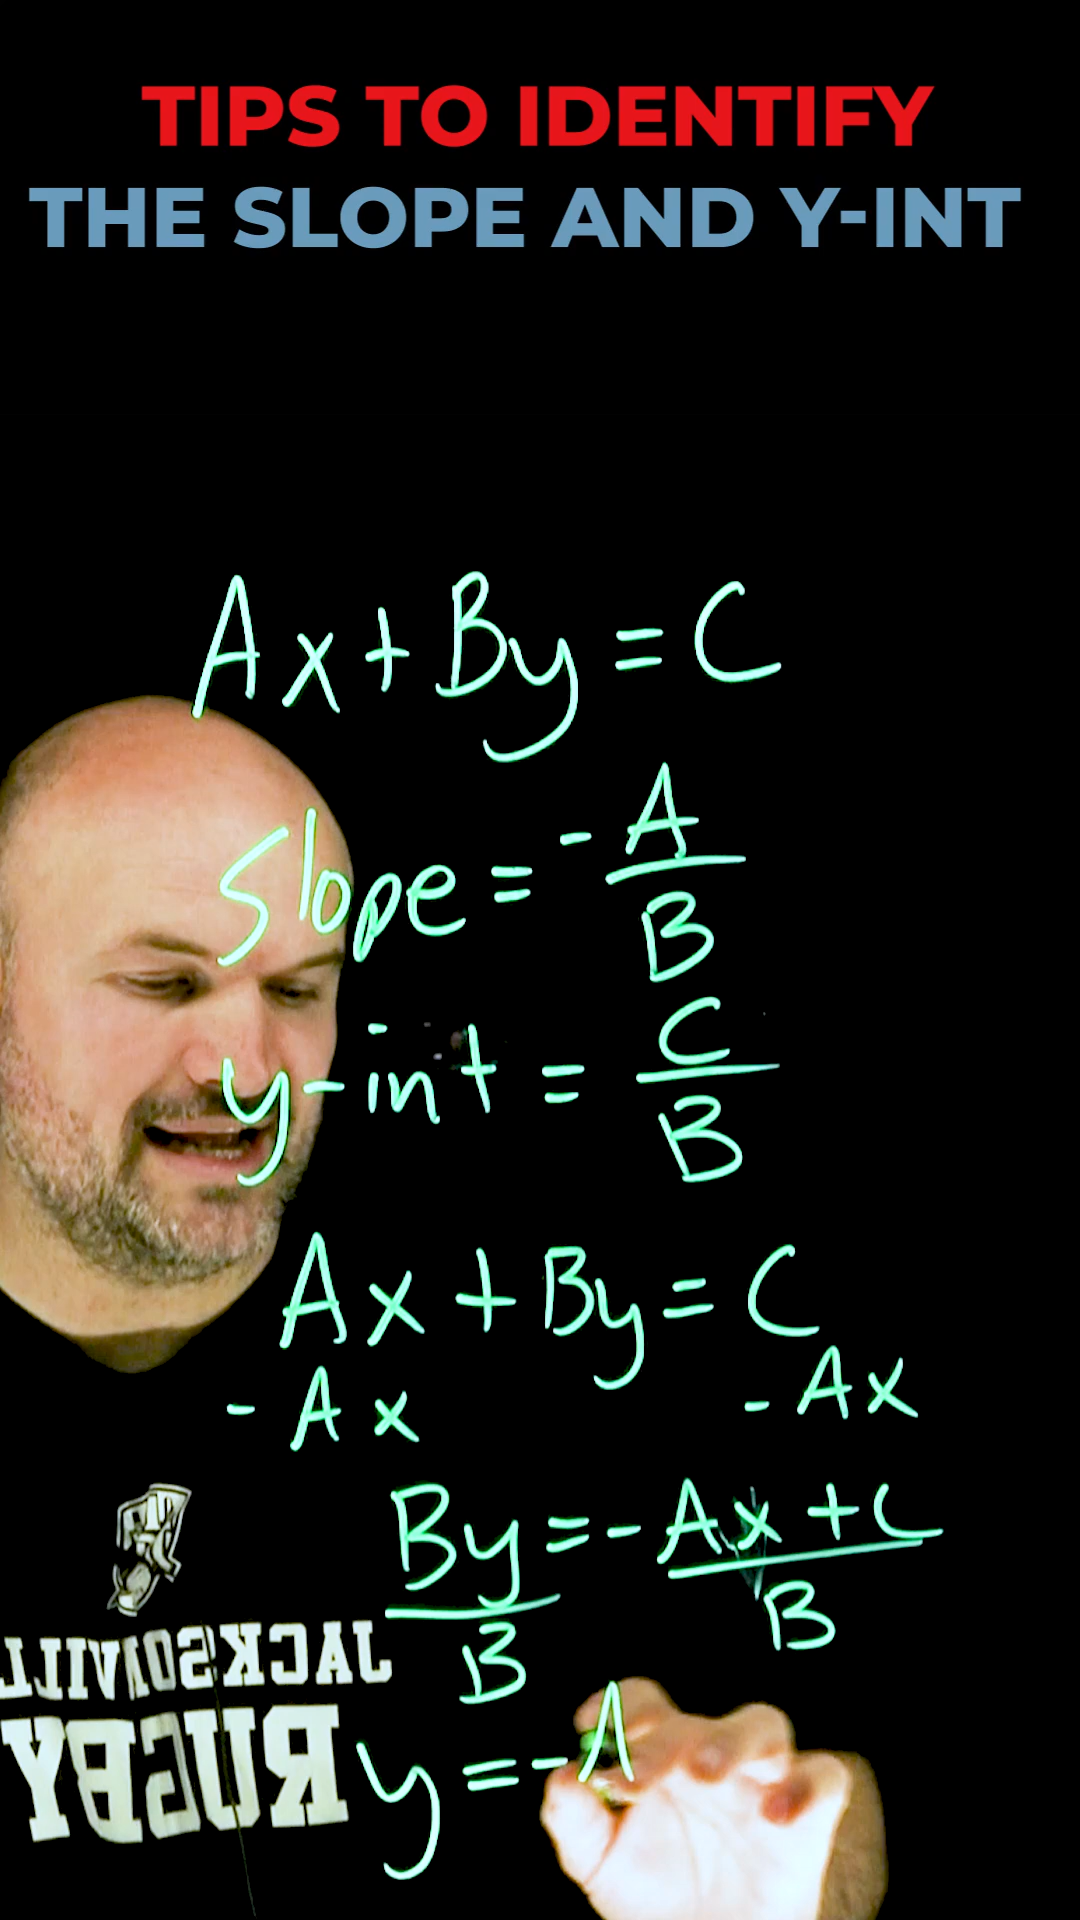 TIPS TO IDENTIFY
THE SLOPE AND Y-INT
Ax+By=C
slope = -A/B
y-int = C/B
Ax + By = C
-Ax -Ax
By/B = -Ax+C/B
y = -A
JACKSONVILL
RUGBY